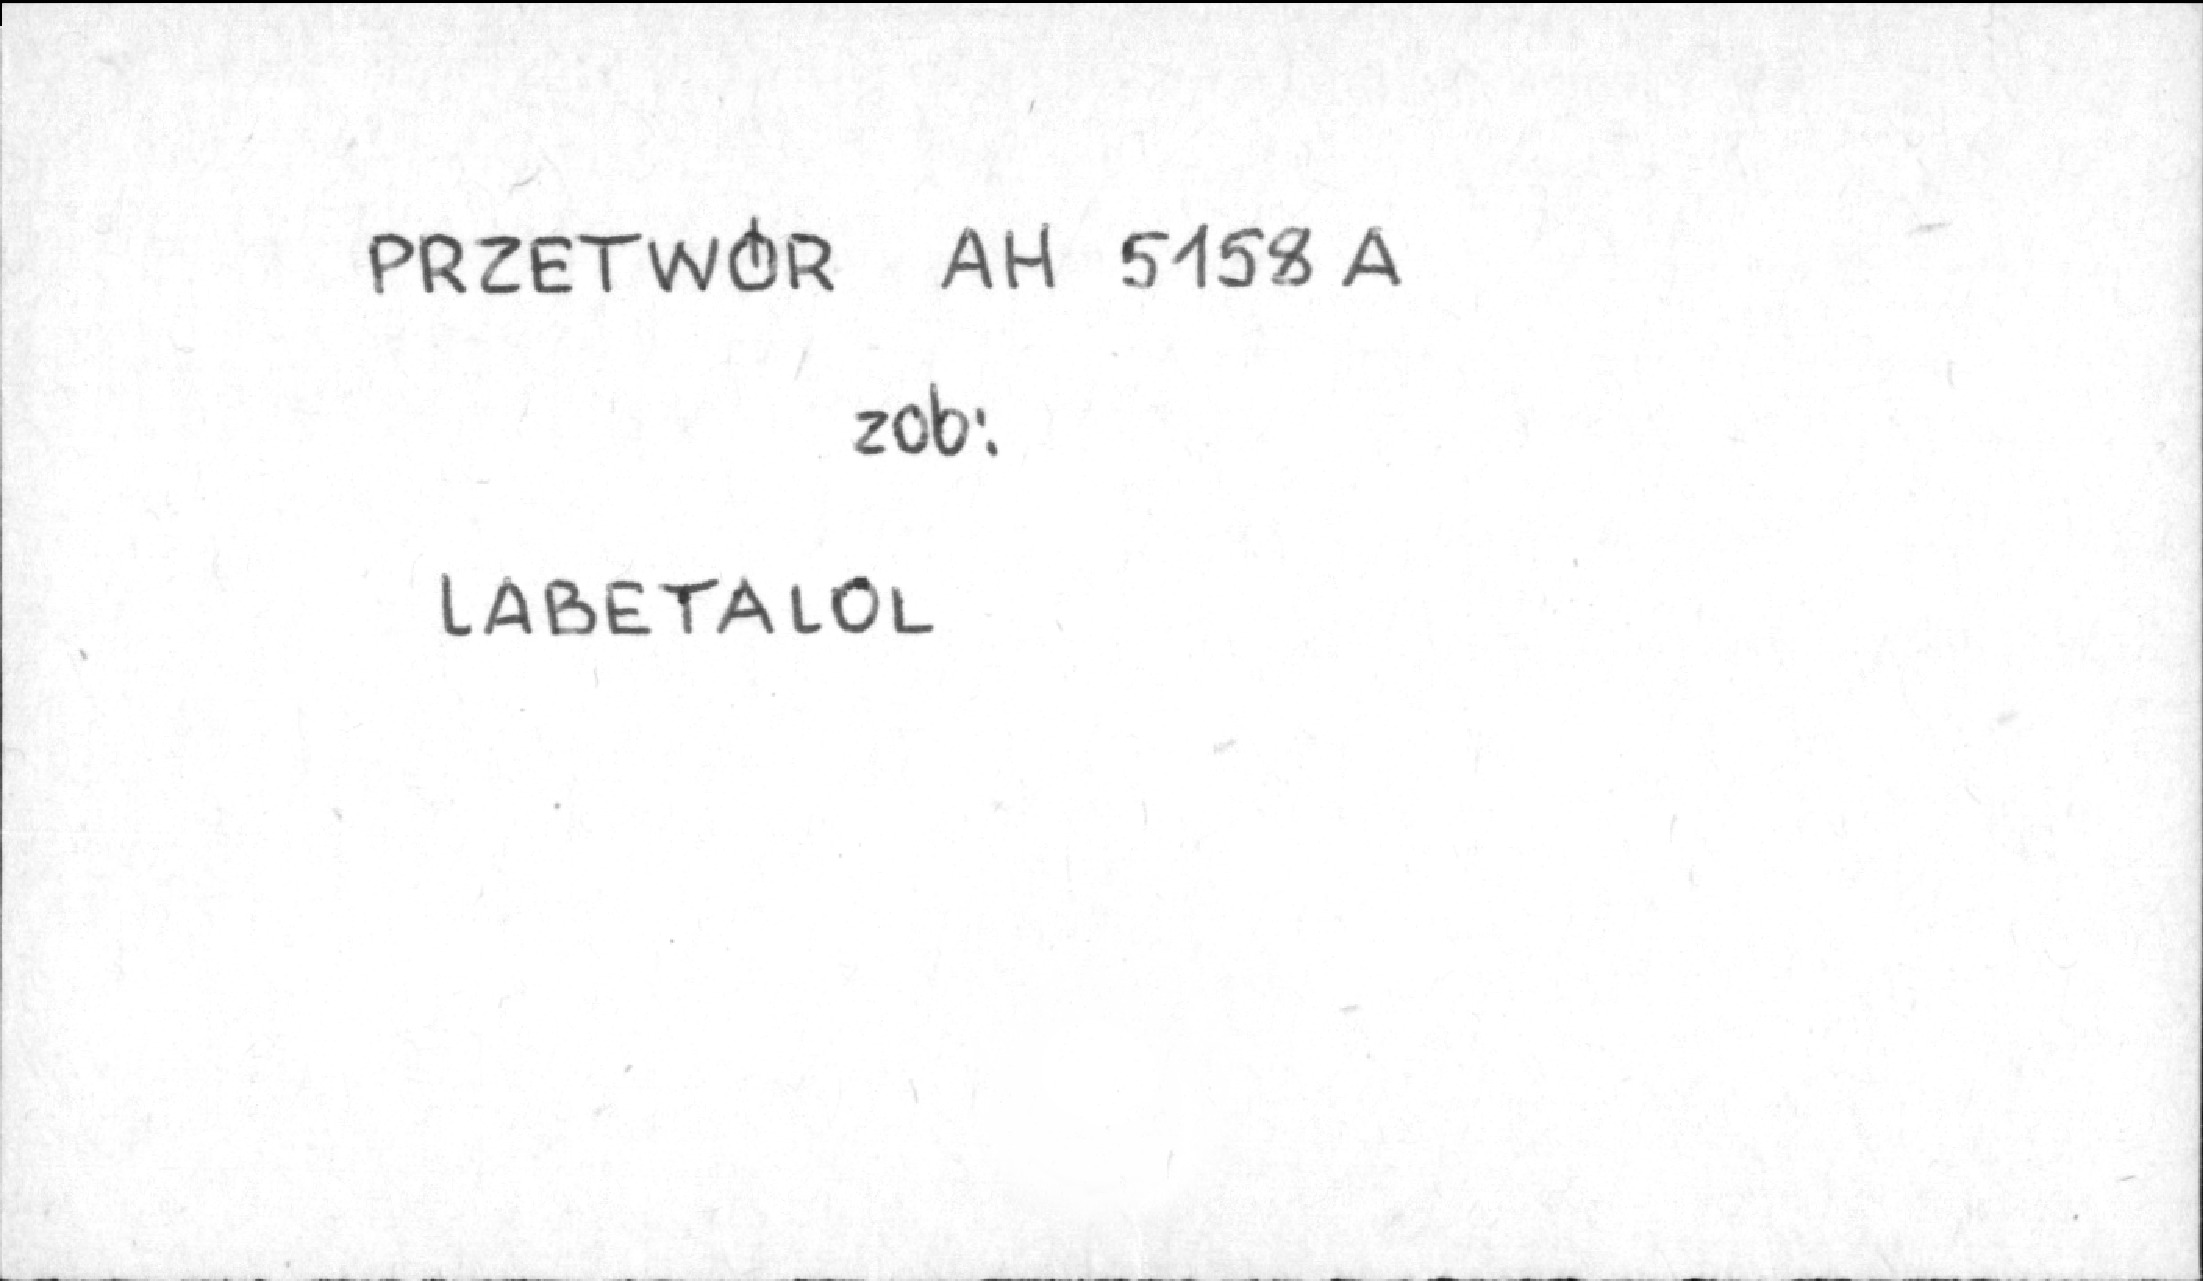 PRZETWÓR AH 5158 A
zob:.
LABETALOL